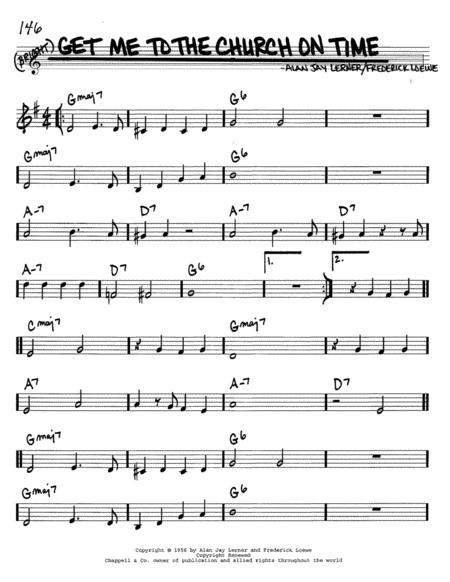 146
(BRIGHT) GET ME TO THE CHURCH ON TIME
-ALAN JAY LERNER/FREDERICK LOEWE
Gmaj7 G6
Gmaj7 G6
A-7 D7 A-7 D7
A-7 D7 G6 1. 2.
Cmaj7 Gmaj7
A7 A-7 D7
Gmaj7 G6
Gmaj7 A-7 D7 G6
Copyright © 1956 by Alan Jay Lerner and Frederick Loewe
Copyright Renewed
Chappell & Co. owner of publication and allied rights throughout the world